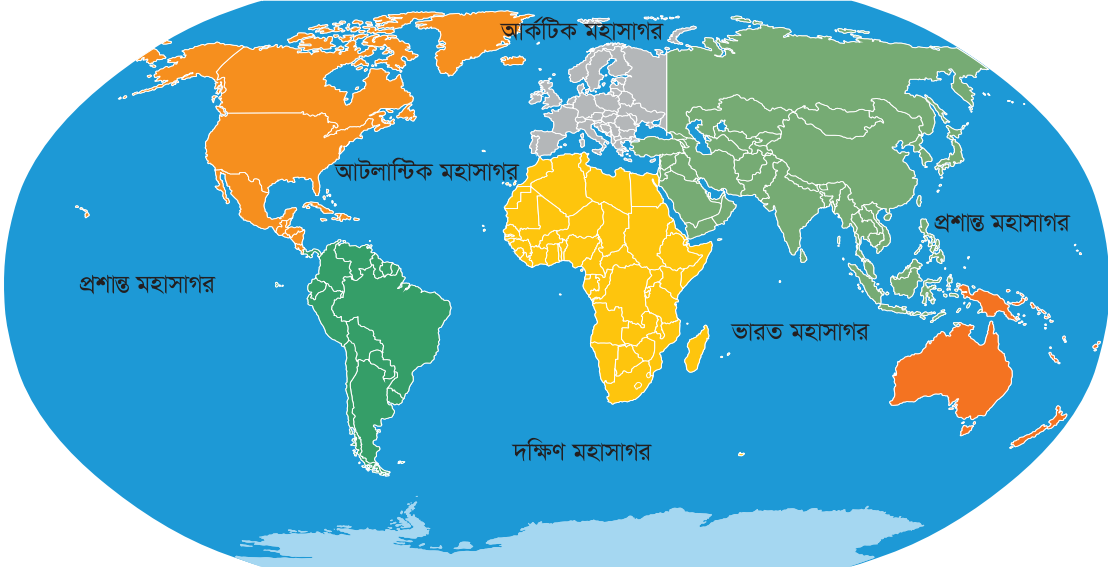 আর্কটিক মহাসাগর
আটলান্টিক মহাসাগর
প্রশান্ত মহাসাগর
প্রশান্ত মহাসাগর
ভারত মহাসাগর
দক্ষিণ মহাসাগর